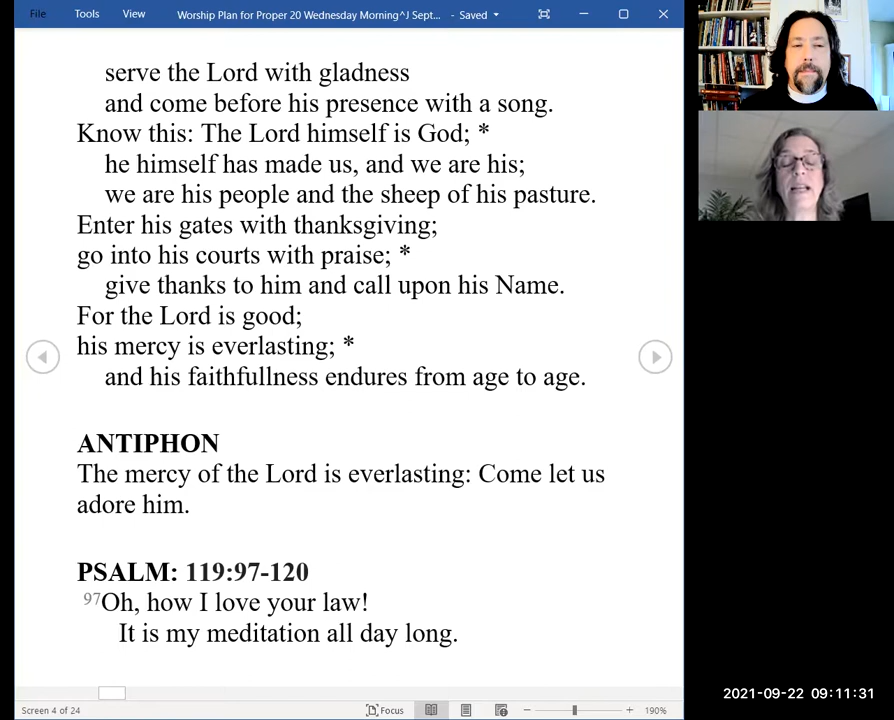 File Tools View Worship Plan for Proper 20 Wednesday Morning^J Sept... - Saved
serve the Lord with gladness
and come before his presence with a song.
Know this: The Lord himself is God; *
he himself has made us, and we are his;
we are his people and the sheep of his pasture.
Enter his gates with thanksgiving;
go into his courts with praise; *
give thanks to him and call upon his Name.
For the Lord is good;
his mercy is everlasting; *
and his faithfullness endures from age to age.
ANTIPHON
The mercy of the Lord is everlasting: Come let us
adore him.
PSALM: 119:97-120
97Oh, how I love your law!
It is my meditation all day long.
2021-09-22 09:11:31
Screen 4 of 24 Focus 190%